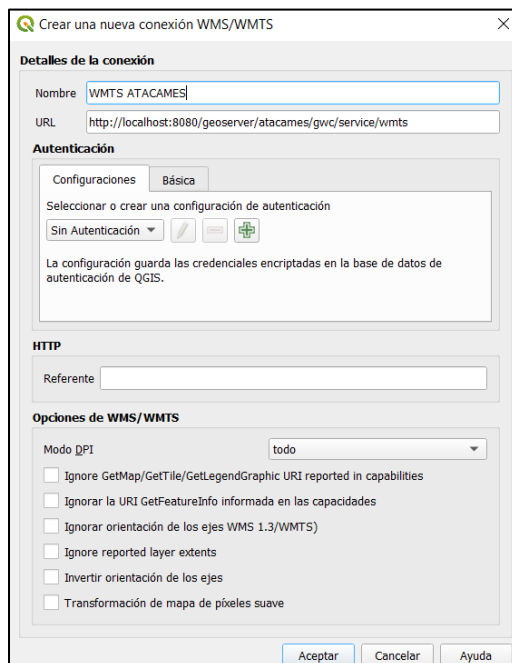 Crear una nueva conexión WMS/WMTS
Detalles de la conexión
Nombre WMTS ATACAMES
URL http://localhost:8080/geoserver/atacames/gwc/service/wmts
Autenticación
Configuraciones Básica
Seleccionar o crear una configuración de autenticación
Sin Autenticación
La configuración guarda las credenciales encriptadas en la base de datos de
autenticación de QGIS.
HTTP
Referente
Opciones de WMS/WMTS
Modo DPI todo
Ignore GetMap/GetTile/GetLegendGraphic URI reported in capabilities
Ignorar la URI GetFeatureInfo informada en las capacidades
Ignorar orientación de los ejes WMS 1.3/WMTS)
Ignore reported layer extents
Invertir orientación de los ejes
Transformación de mapa de píxeles suave
Aceptar Cancelar Ayuda